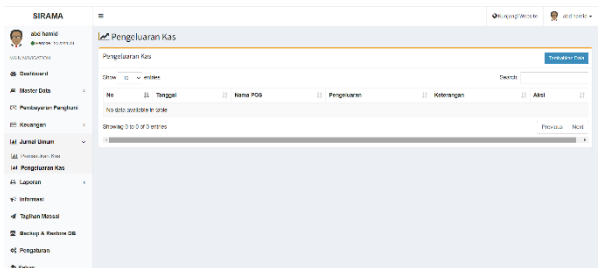 SIRAMA
Kunjungi Website
abd hamid
abd hamid
MAIN NAVIGATION
Dashboard
Master Data
Pembayaran Penghuni
Keuangan
Jurnal Umum
Pemasukan Kas
Pengeluaran Kas
Laporan
Informasi
Tagihan Massal
Backup & Restore DB
Pengaturan
Pengeluaran Kas
Pengeluaran Kas
Tambahkan Data
Show 10 entries
Search:
No Tanggal Nama POS Pengeluaran Keterangan Aksi
No data available in table
Showing 0 to 0 of 0 entries
Previous Next